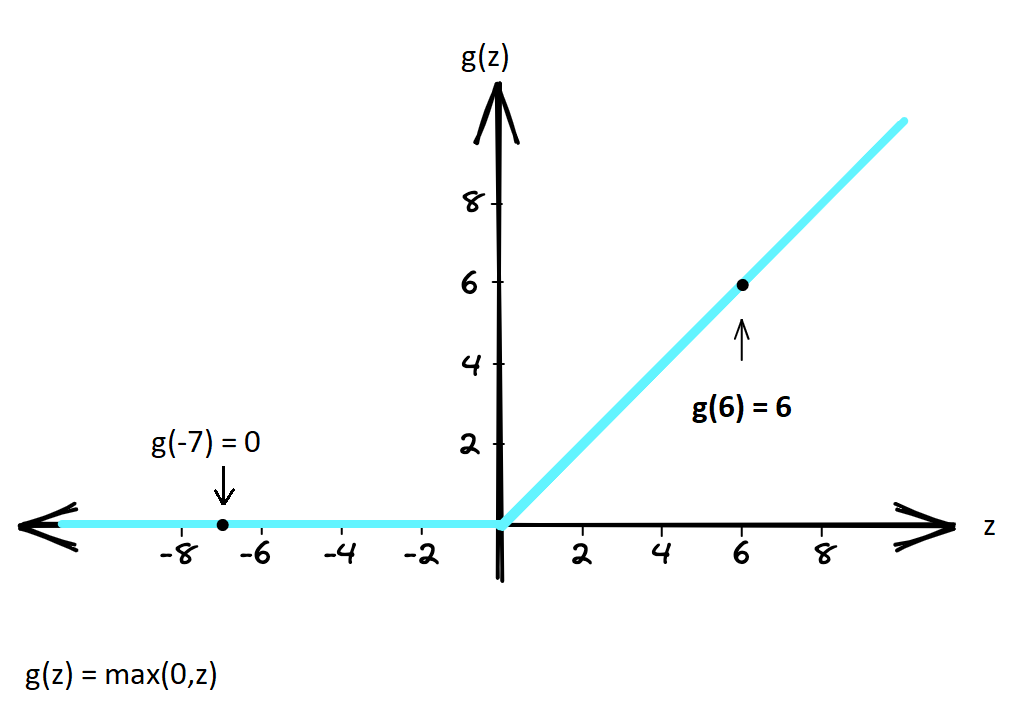 g(z)
8
6
4
2
g(6) = 6
g(-7) = 0
z
-8 -6 -4 -2 2 4 6 8
g(z) = max(0,z)